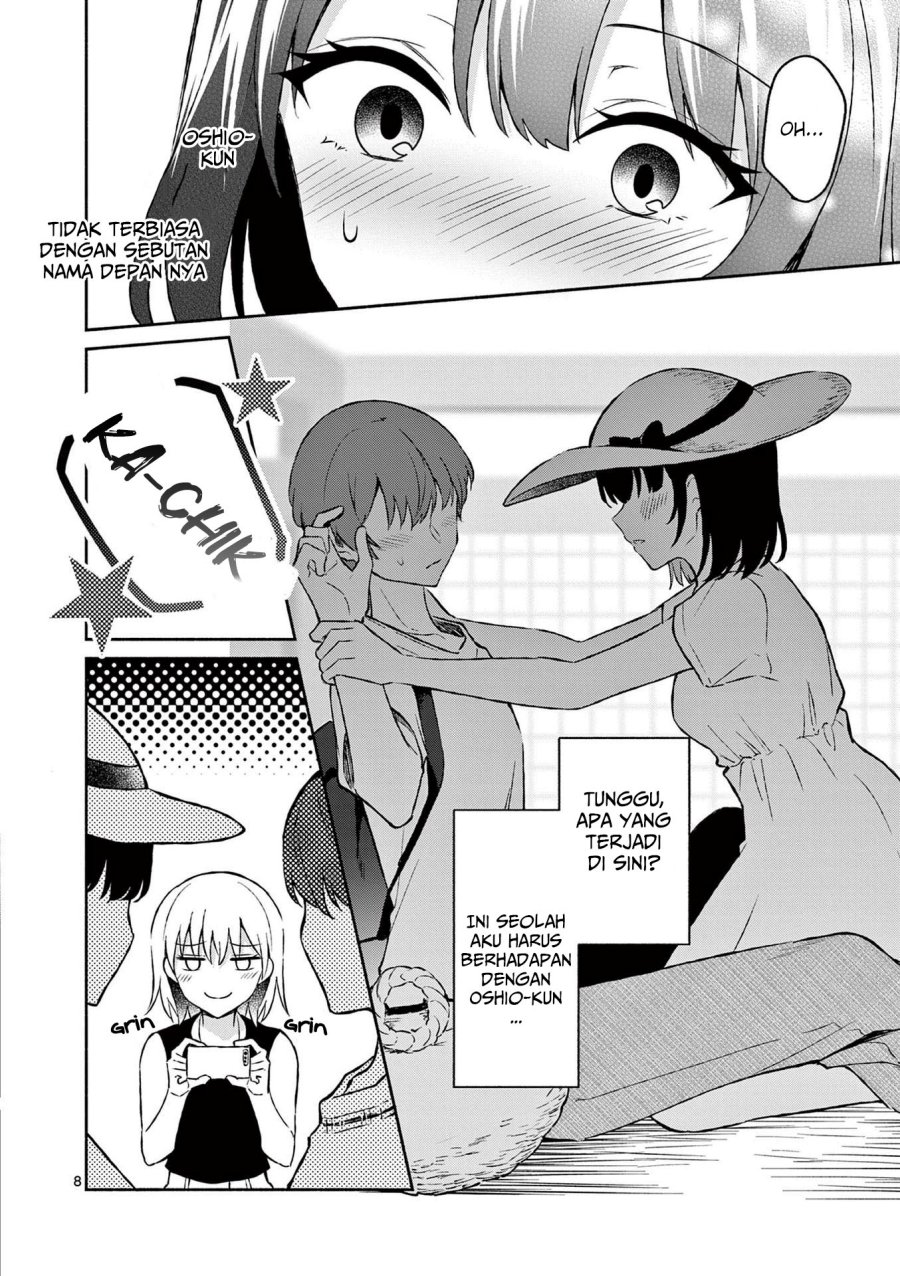 OH...
OSHIO-
KUN
TIDAK TERBIASA
DENGAN SEBUTAN
NAMA DEPAN NYA
KA-CHIK
TUNGGU,
APA YANG
TERJADI
DI SINI?
INI SEOLAH
AKU HARUS
BERHADAPAN
DENGAN
OSHIO-KUN
...
Grin
Grin
8